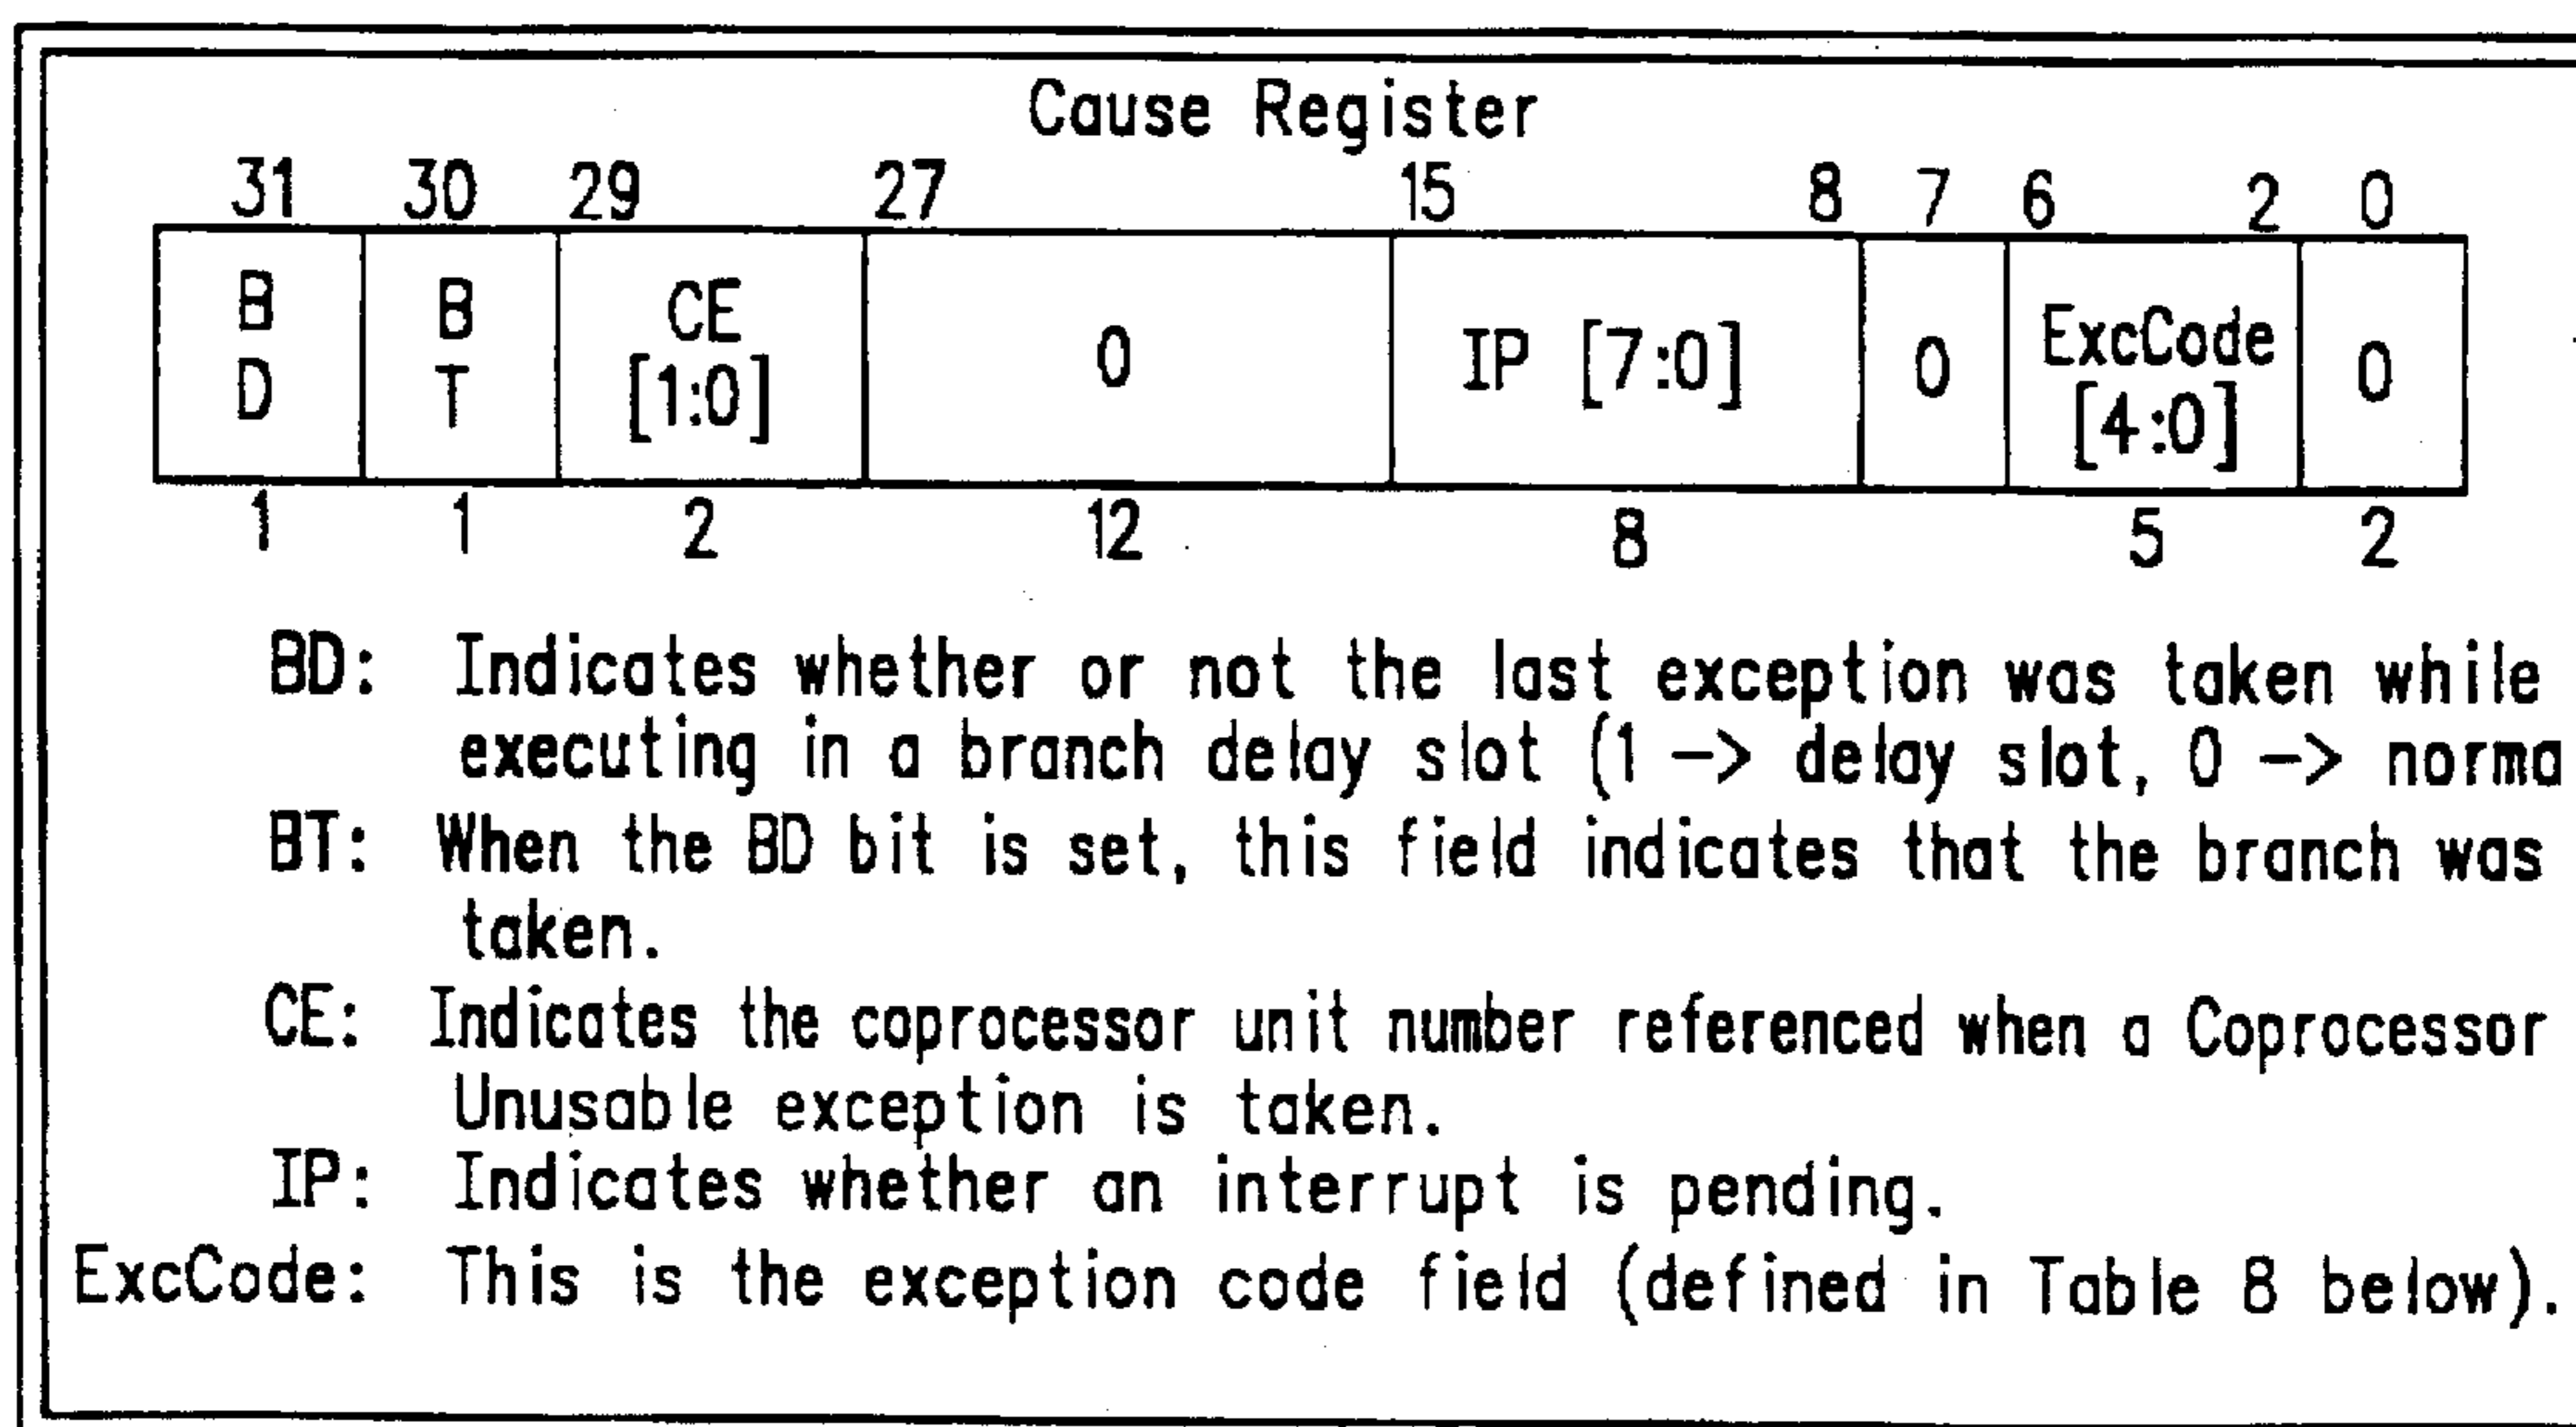 Cause Register
31 30 29 27 15 8 7 6 2 0
B D B T CE [1:0] 0 IP [7:0] 0 ExcCode [4:0] 0
1 1 2 12 8 5 2
BD: Indicates whether or not the last exception was taken while
executing in a branch delay slot (1 -> delay slot, 0 -> norma
BT: When the BD bit is set, this field indicates that the branch was
taken.
CE: Indicates the coprocessor unit number referenced when a Coprocessor
Unusable exception is taken.
IP: Indicates whether an interrupt is pending.
ExcCode: This is the exception code field (defined in Table 8 below).